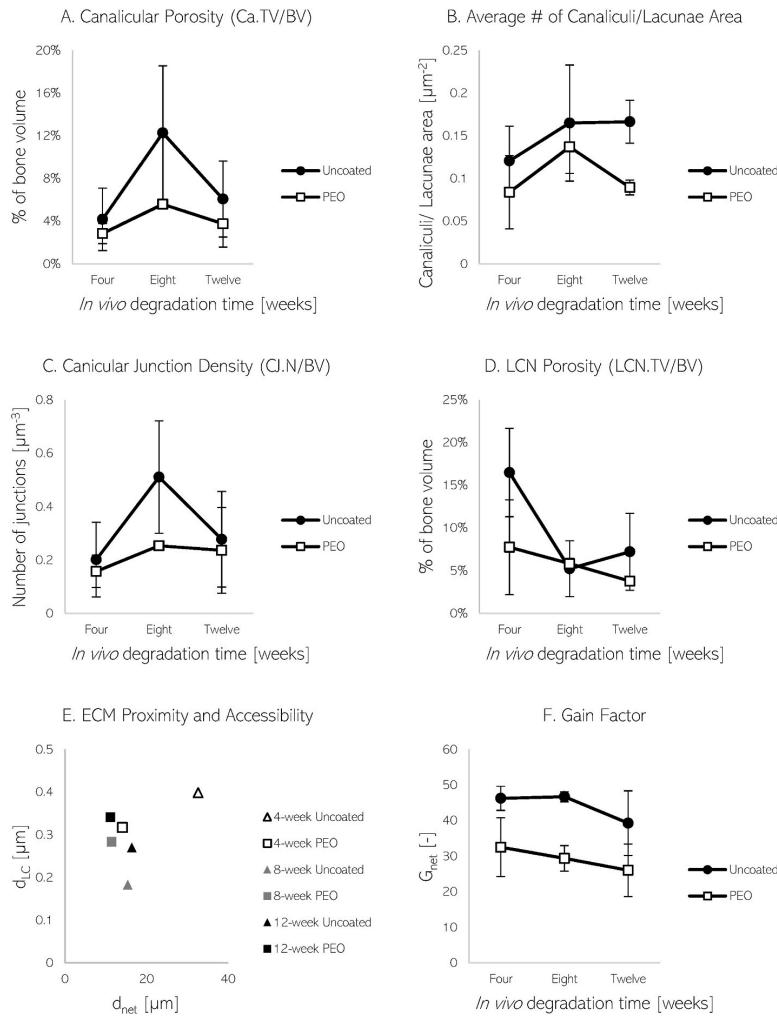 A. Canalicular Porosity (Ca.TV/BV)
% of bone volume
20%
16%
12%
8%
4%
0%
Four Eight Twelve
In vivo degradation time [weeks]
Uncoated
PEO
B. Average # of Canaliculi/Lacunae Area
Canaliculi/ Lacunae area [µm⁻²]
0.25
0.2
0.15
0.1
0.05
0
Four Eight Twelve
In vivo degradation time [weeks]
Uncoated
PEO
C. Canicular Junction Density (CJ.N/BV)
Number of junctions [µm⁻³]
0.8
0.6
0.4
0.2
0
Four Eight Twelve
In vivo degradation time [weeks]
Uncoated
PEO
D. LCN Porosity (LCN.TV/BV)
% of bone volume
25%
20%
15%
10%
5%
0%
Four Eight Twelve
In vivo degradation time [weeks]
Uncoated
PEO
E. ECM Proximity and Accessibility
d_LC [µm]
0.5
0.4
0.3
0.2
0.1
0
0 20 40
d_net [µm]
4-week Uncoated
4-week PEO
8-week Uncoated
8-week PEO
12-week Uncoated
12-week PEO
F. Gain Factor
G_net [-]
60
50
40
30
20
10
0
Four Eight Twelve
In vivo degradation time [weeks]
Uncoated
PEO